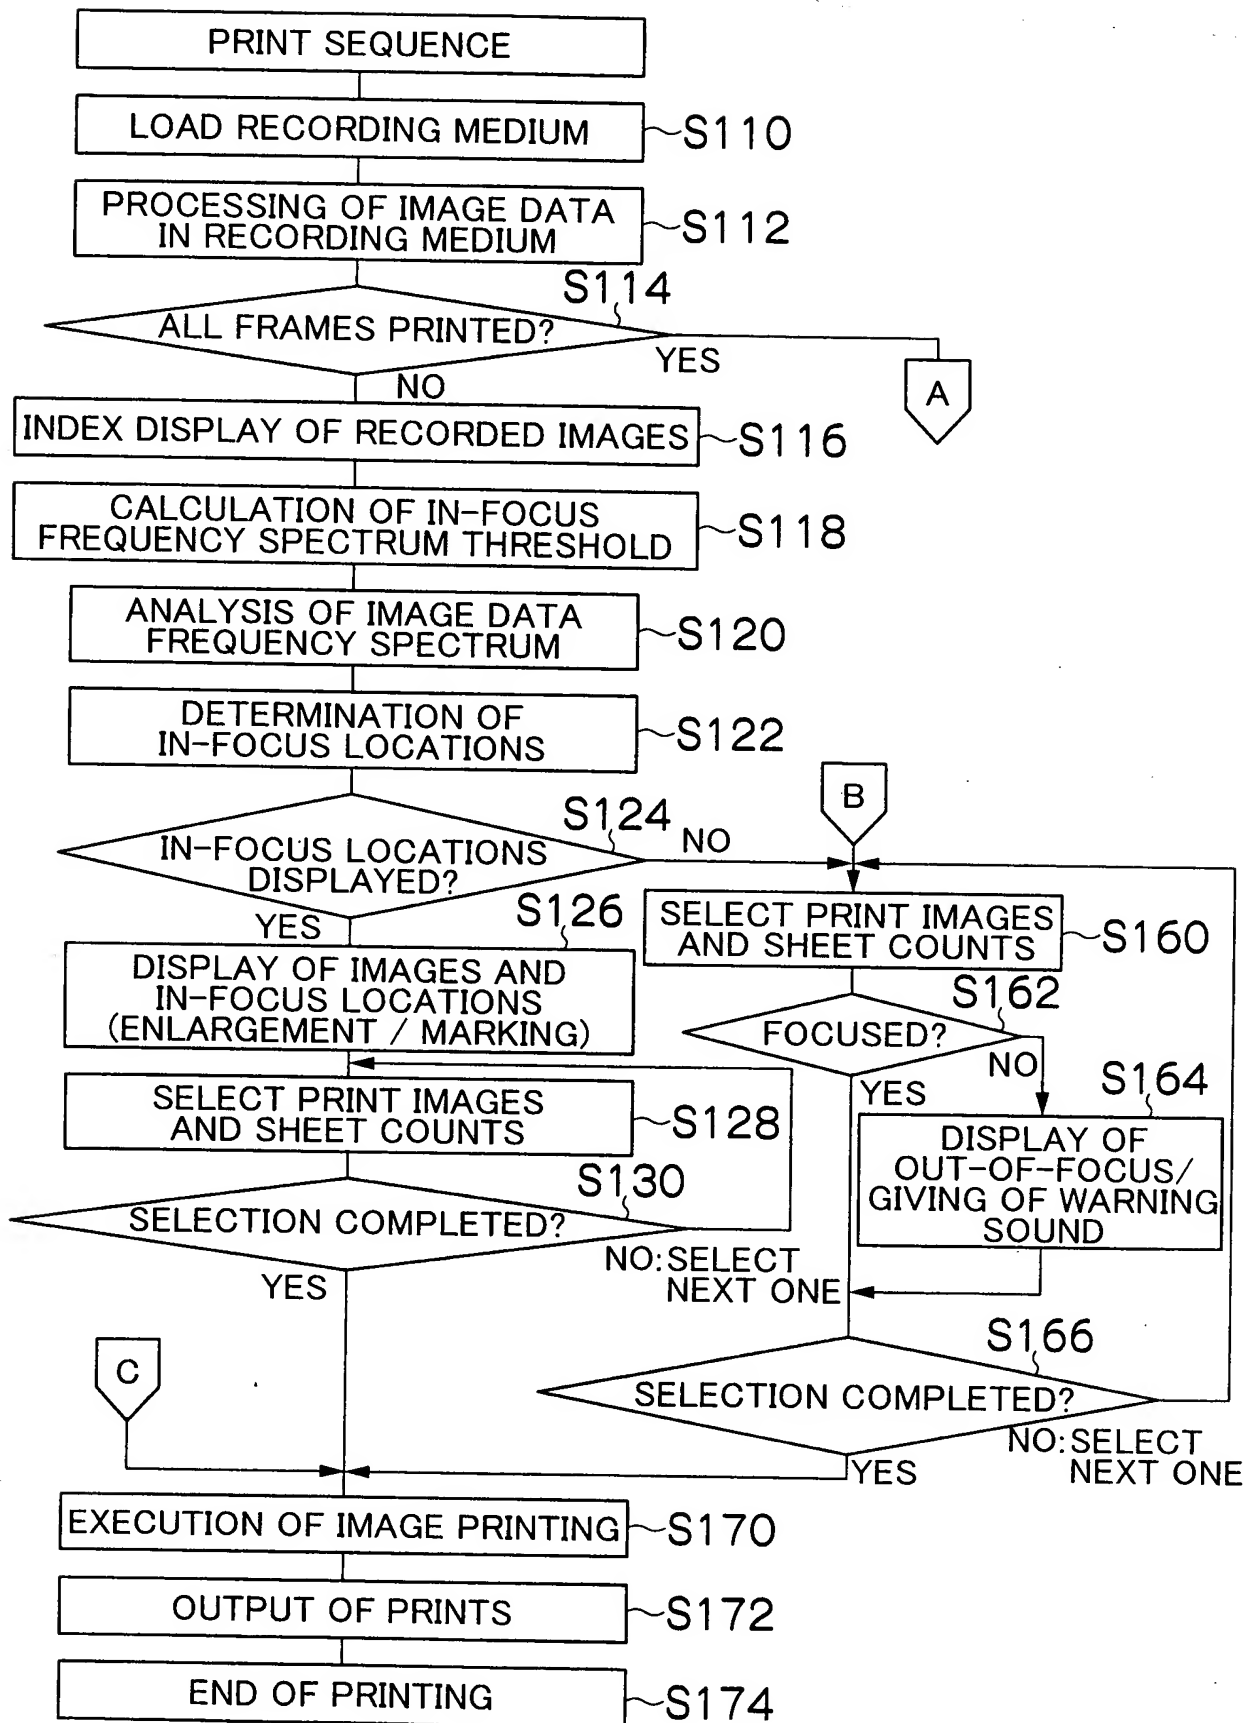 PRINT SEQUENCE
LOAD RECORDING MEDIUM
S110
PROCESSING OF IMAGE DATA
IN RECORDING MEDIUM
S112
S114
ALL FRAMES PRINTED?
YES
NO
A
INDEX DISPLAY OF RECORDED IMAGES
S116
CALCULATION OF IN-FOCUS
FREQUENCY SPECTRUM THRESHOLD
S118
ANALYSIS OF IMAGE DATA
FREQUENCY SPECTRUM
S120
DETERMINATION OF
IN-FOCUS LOCATIONS
S122
S124
IN-FOCUS LOCATIONS
DISPLAYED?
NO
YES
B
S126
DISPLAY OF IMAGES AND
IN-FOCUS LOCATIONS
(ENLARGEMENT / MARKING)
SELECT PRINT IMAGES
AND SHEET COUNTS
S128
S130
SELECTION COMPLETED?
NO:SELECT
NEXT ONE
YES
SELECT PRINT IMAGES
AND SHEET COUNTS
S160
S162
FOCUSED?
NO
YES
S164
DISPLAY OF
OUT-OF-FOCUS/
GIVING OF WARNING
SOUND
S166
SELECTION COMPLETED?
NO:SELECT
NEXT ONE
YES
C
EXECUTION OF IMAGE PRINTING
S170
OUTPUT OF PRINTS
S172
END OF PRINTING
S174